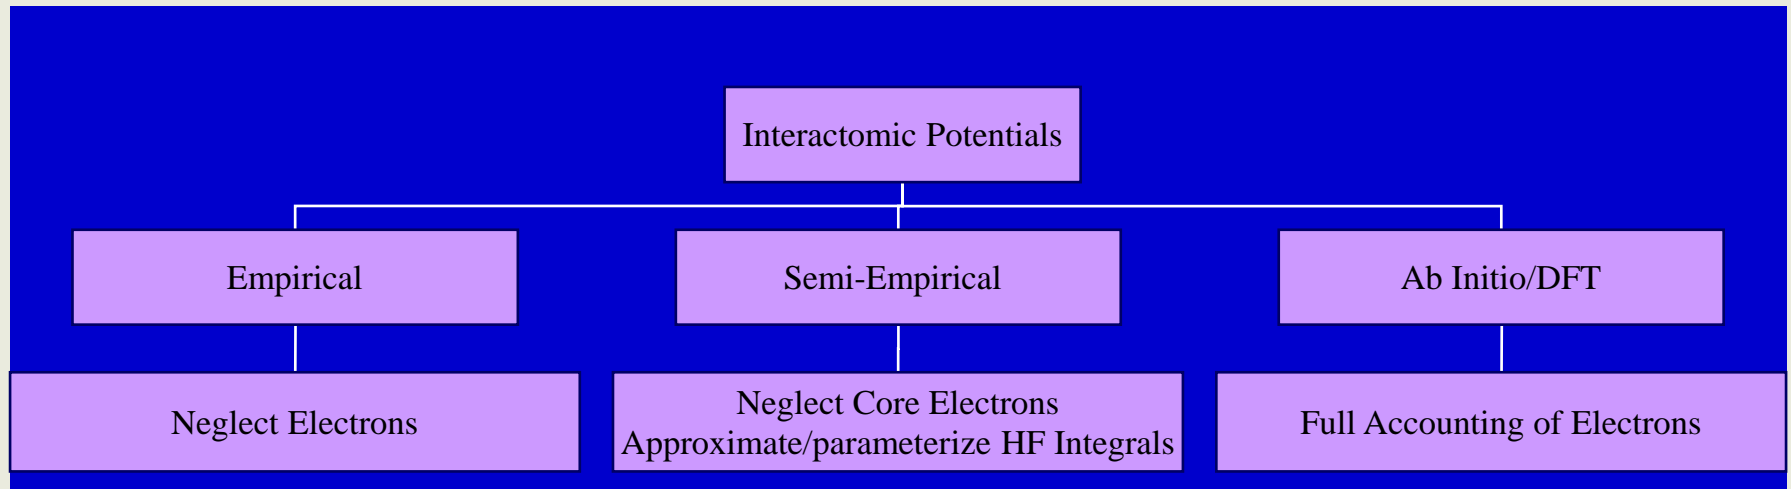 Interactomic Potentials
Empirical
Semi-Empirical
Ab Initio/DFT
Neglect Electrons
Neglect Core Electrons
Approximate/parameterize HF Integrals
Full Accounting of Electrons